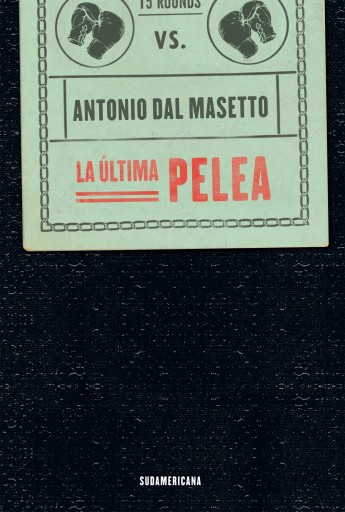 15 ROUNDS
VS.
ANTONIO DAL MASETTO
LA ÚLTIMA PELEA
SUDAMERICANA